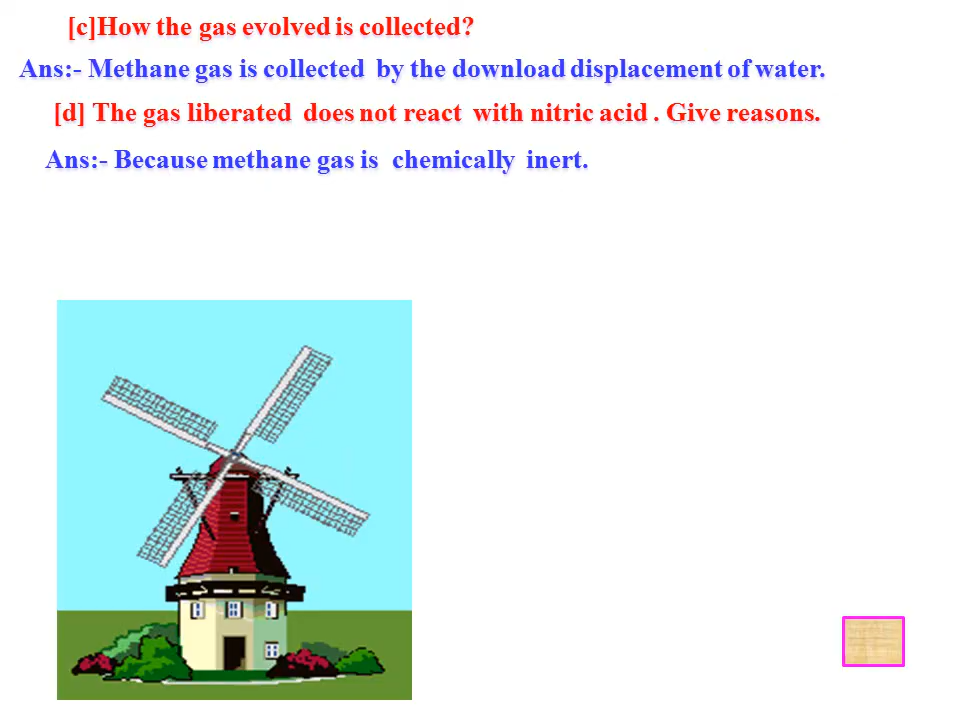 [c]How the gas evolved is collected?
Ans:- Methane gas is collected by the download displacement of water.
[d] The gas liberated does not react with nitric acid . Give reasons.
Ans:- Because methane gas is chemically inert.